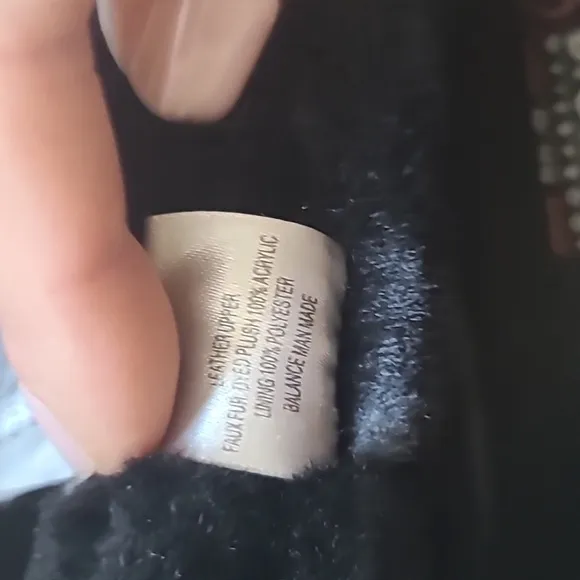 LEATHER UPPER
FAUX FUR: DYED PLUSH 100% ACRYLIC
LINING 100% POLYESTER
BALANCE MAN MADE